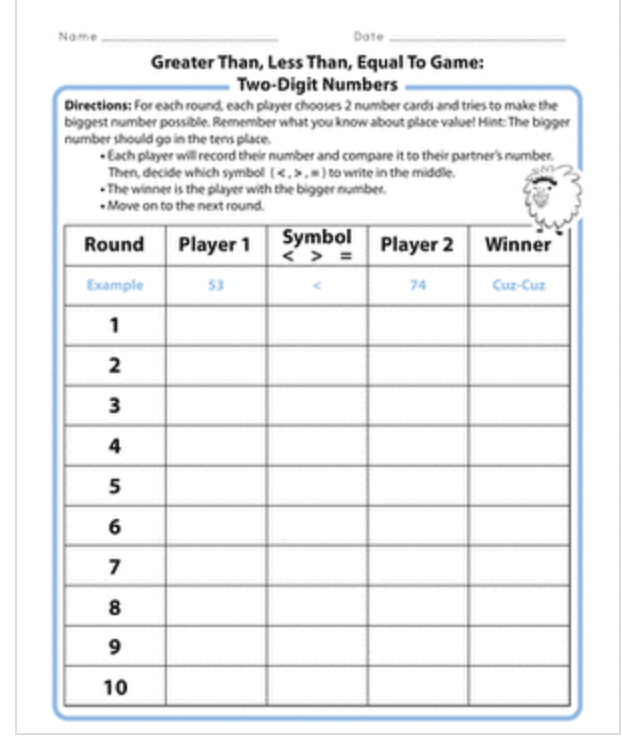 Name Date
Greater Than, Less Than, Equal To Game:
Two-Digit Numbers
Directions: For each round, each player chooses 2 number cards and tries to make the
biggest number possible. Remember what you know about place value! Hint: The bigger
number should go in the tens place.
• Each player will record their number and compare it to their partner's number.
Then, decide which symbol ( < , > , = ) to write in the middle.
• The winner is the player with the bigger number.
• Move on to the next round.
Round Player 1 Symbol < > = Player 2 Winner
Example 53 < 74 Cuz-Cuz
1
2
3
4
5
6
7
8
9
10